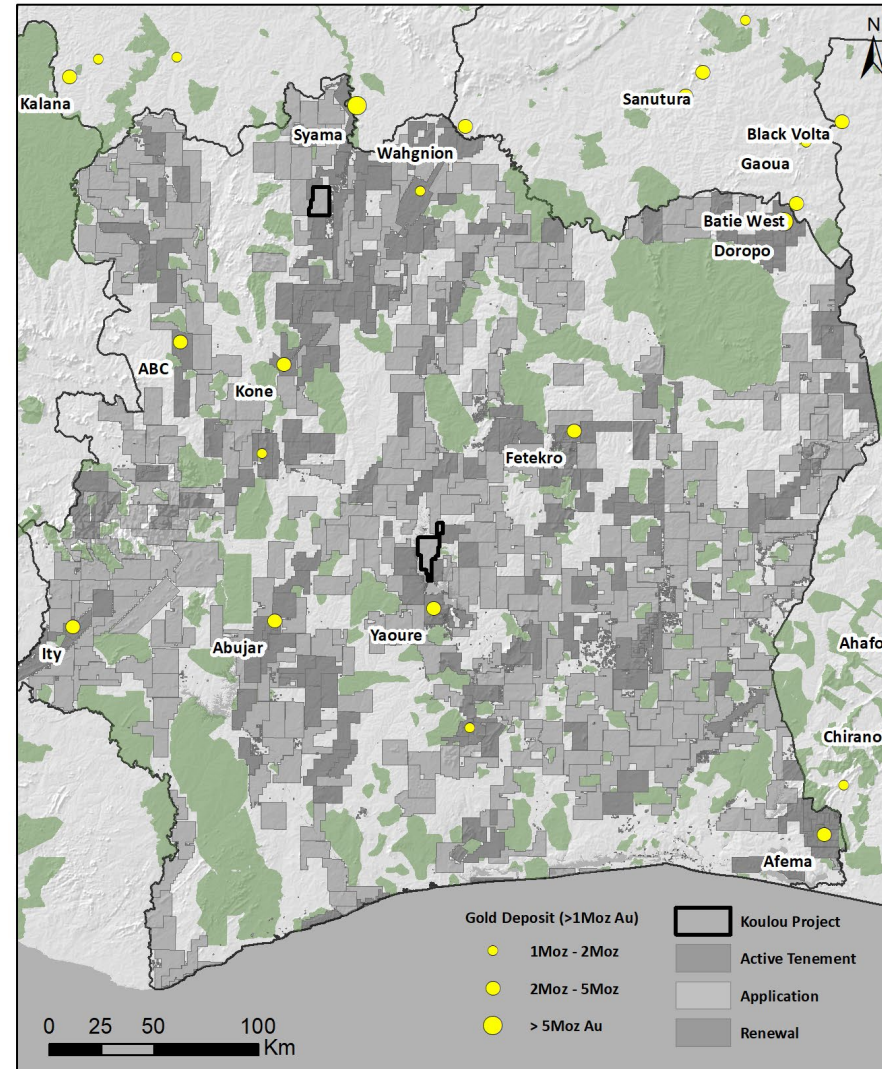 N
Kalana
Syama
Sanutura
Wahgnion
Black Volta
Gaoua
Batie West
Doropo
ABC
Kone
Fetekro
Ity
Abujar
Yaoure
Ahafo
Chirano
Afema
Gold Deposit (>1Moz Au)
1Moz - 2Moz
2Moz - 5Moz
> 5Moz Au
Koulou Project
Active Tenement
Application
Renewal
0 25 50 100
Km